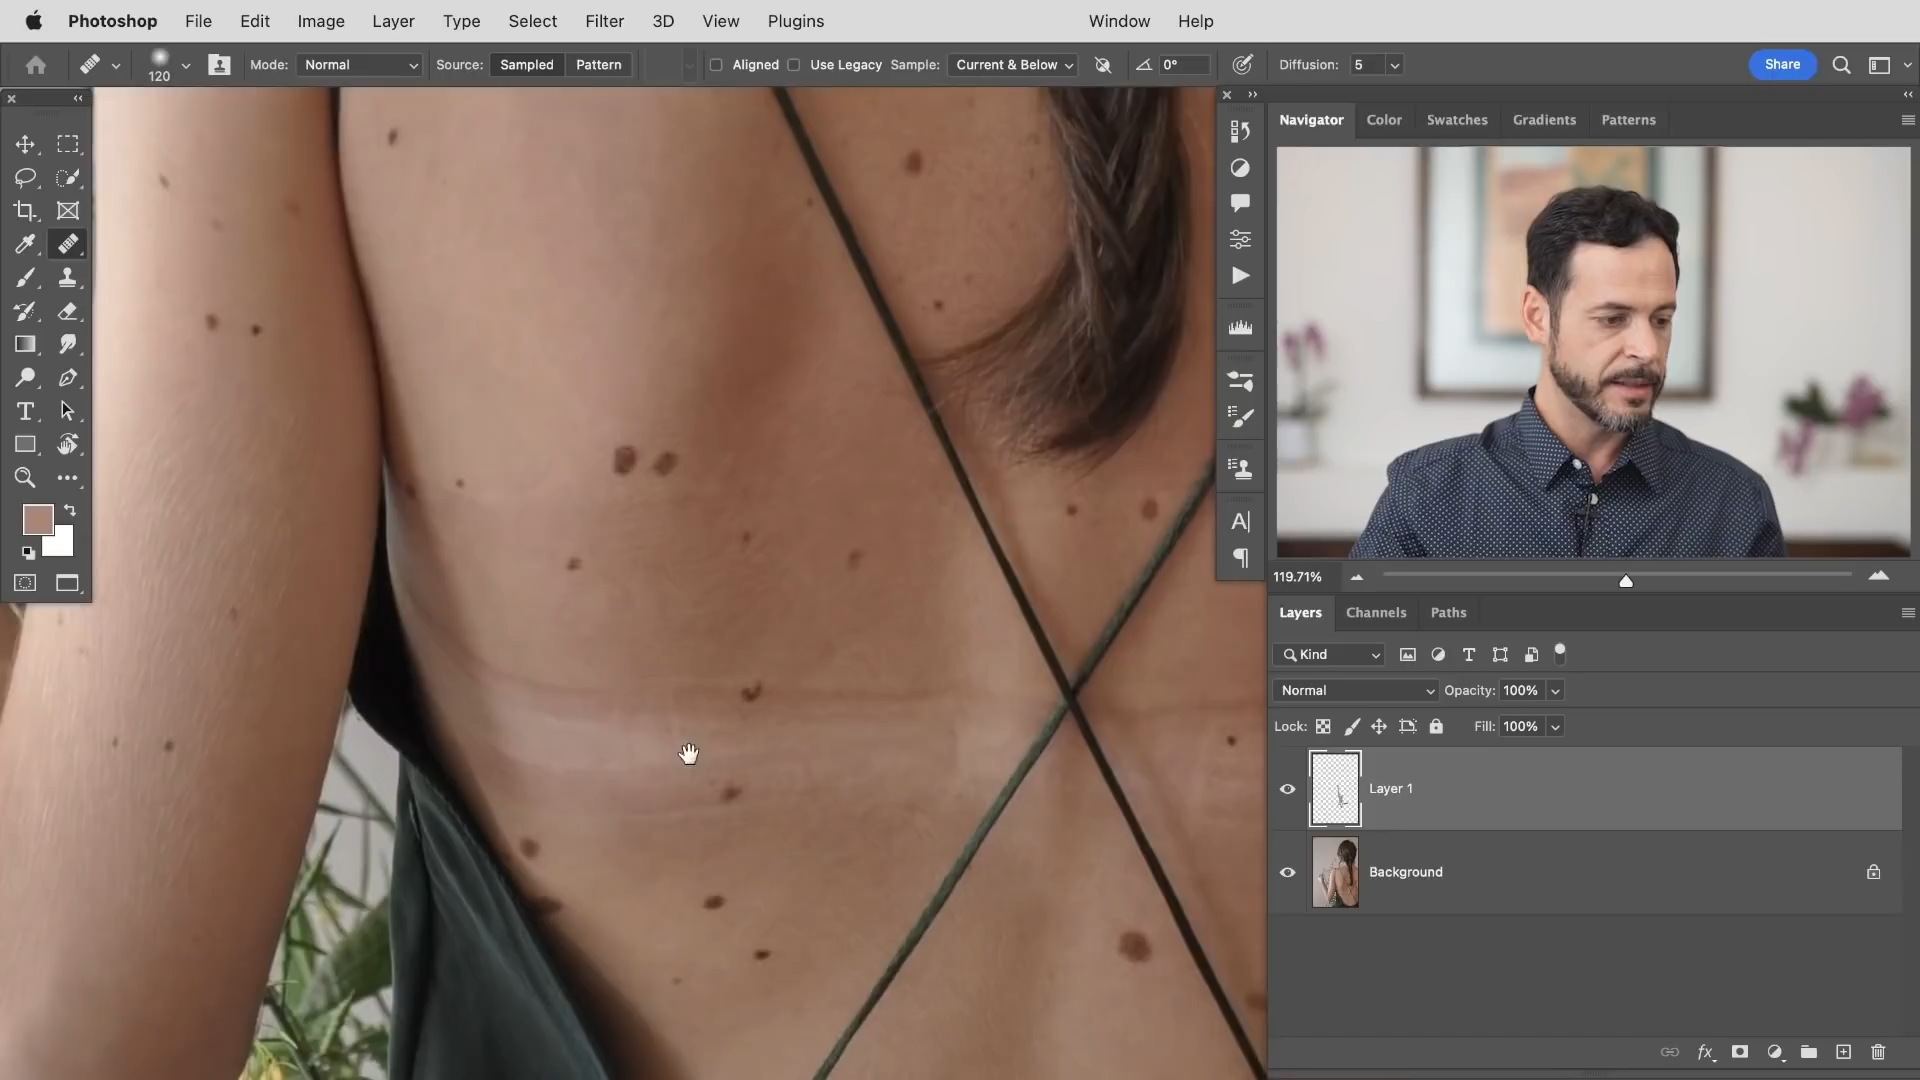 Photoshop File Edit Image Layer Type Select Filter 3D View Plugins Window Help
120 Mode: Normal Source: Sampled Pattern Aligned Use Legacy Sample: Current & Below 0° Diffusion: 5 Share
Navigator Color Swatches Gradients Patterns
119.71%
Layers Channels Paths
Kind
Normal Opacity: 100%
Lock: Fill: 100%
Layer 1
Background